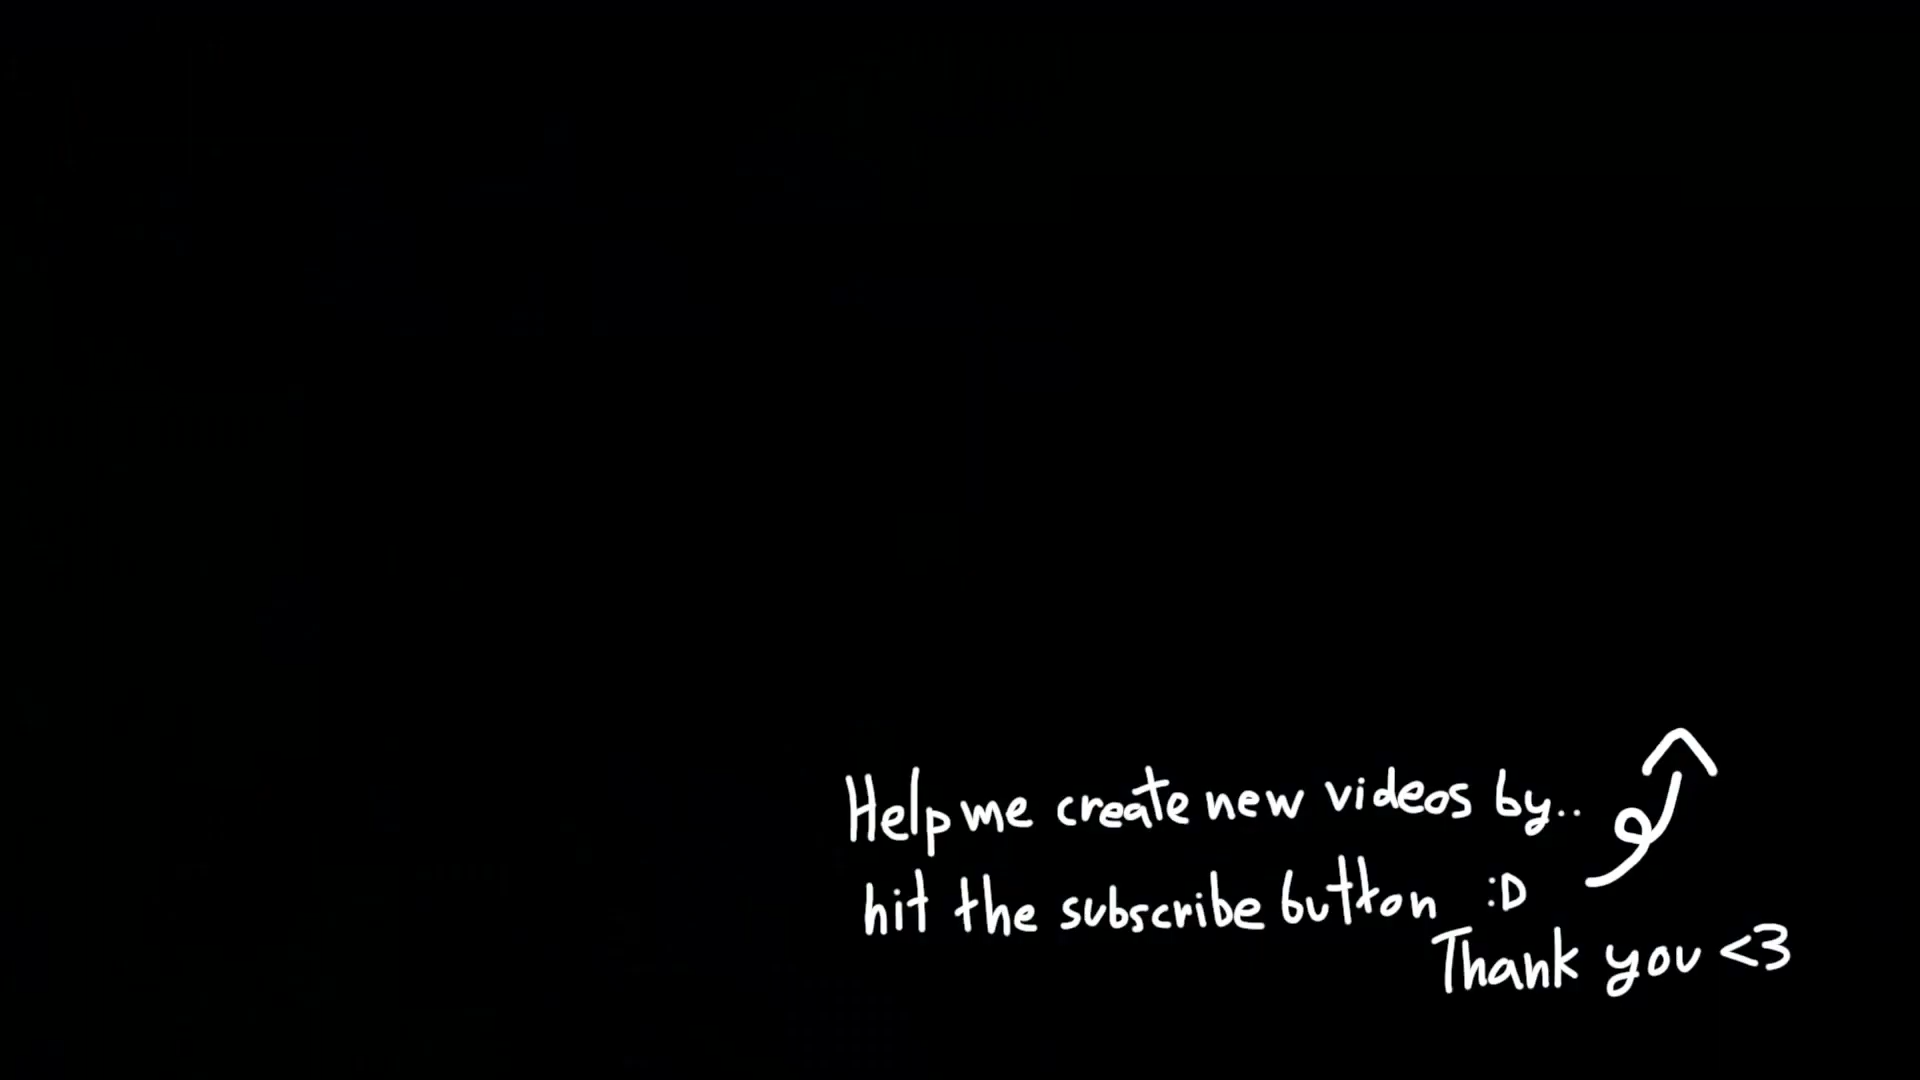 Help me create new videos by..
hit the subscribe button :D
Thank you <3